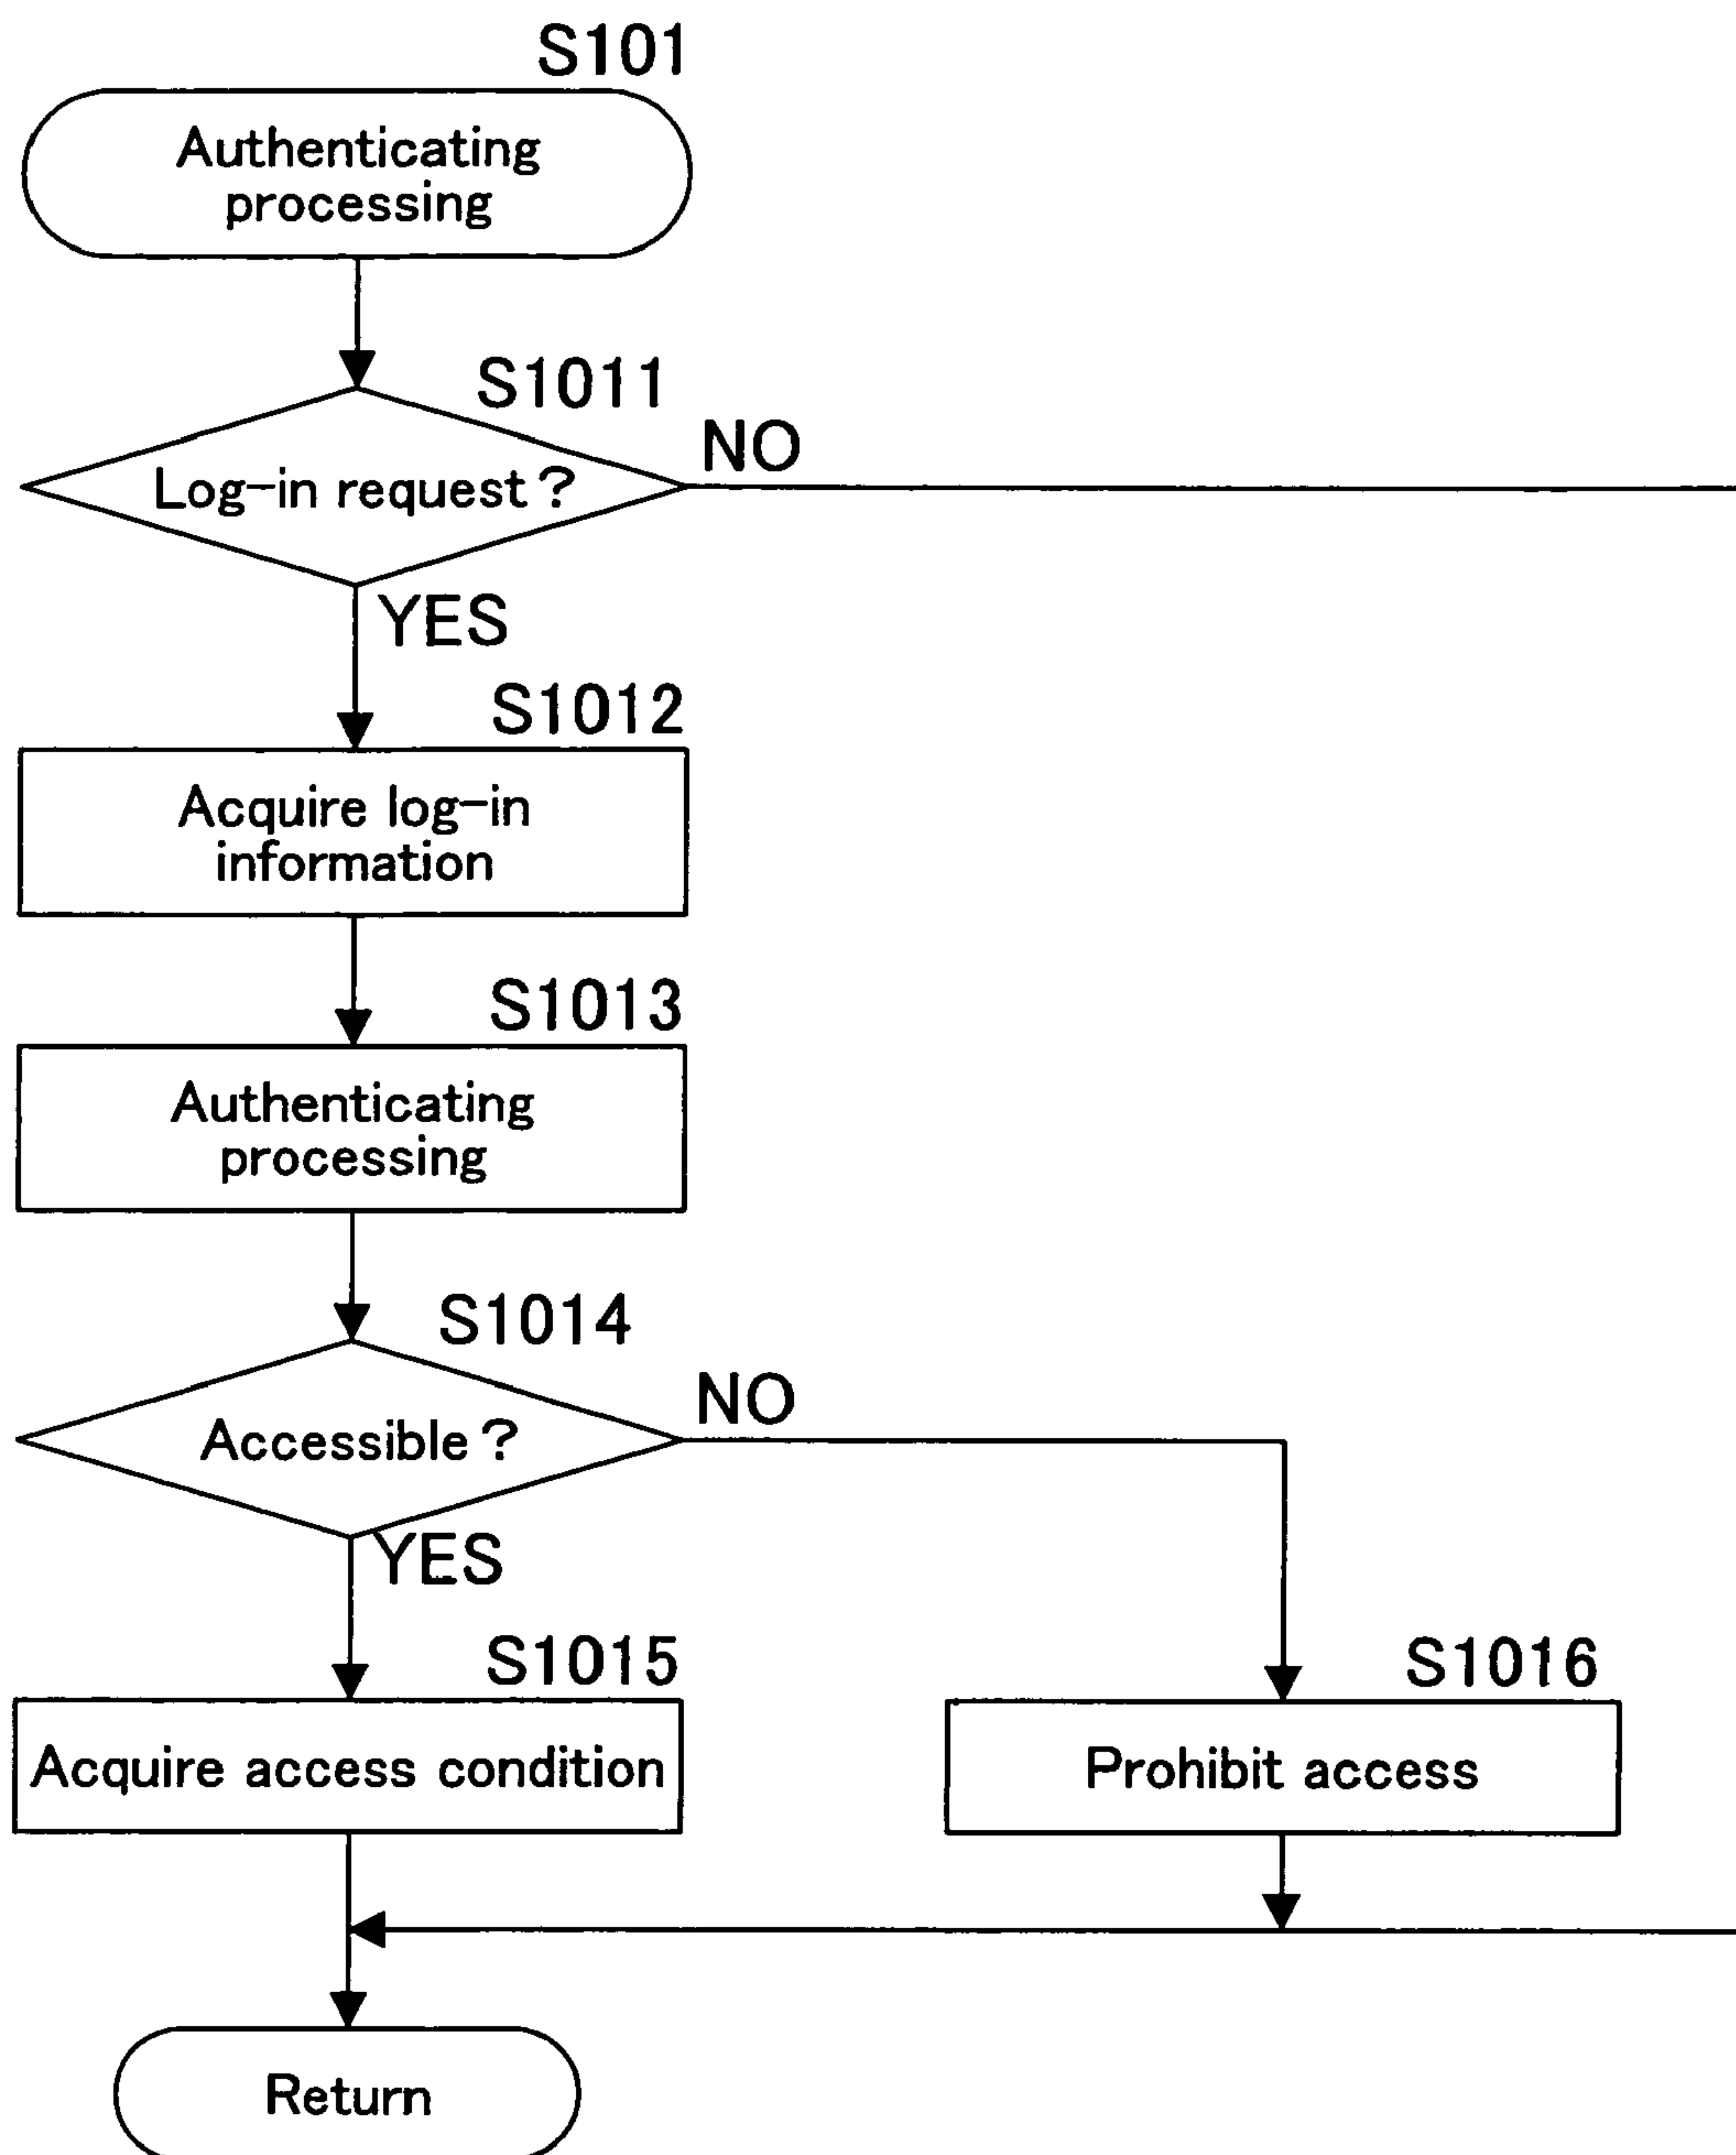 S101
Authenticating
processing
S1011
NO
Log-in request?
YES
S1012
Acquire log-in
information
S1013
Authenticating
processing
S1014
NO
Accessible?
YES
S1015
S1016
Acquire access condition
Prohibit access
Return